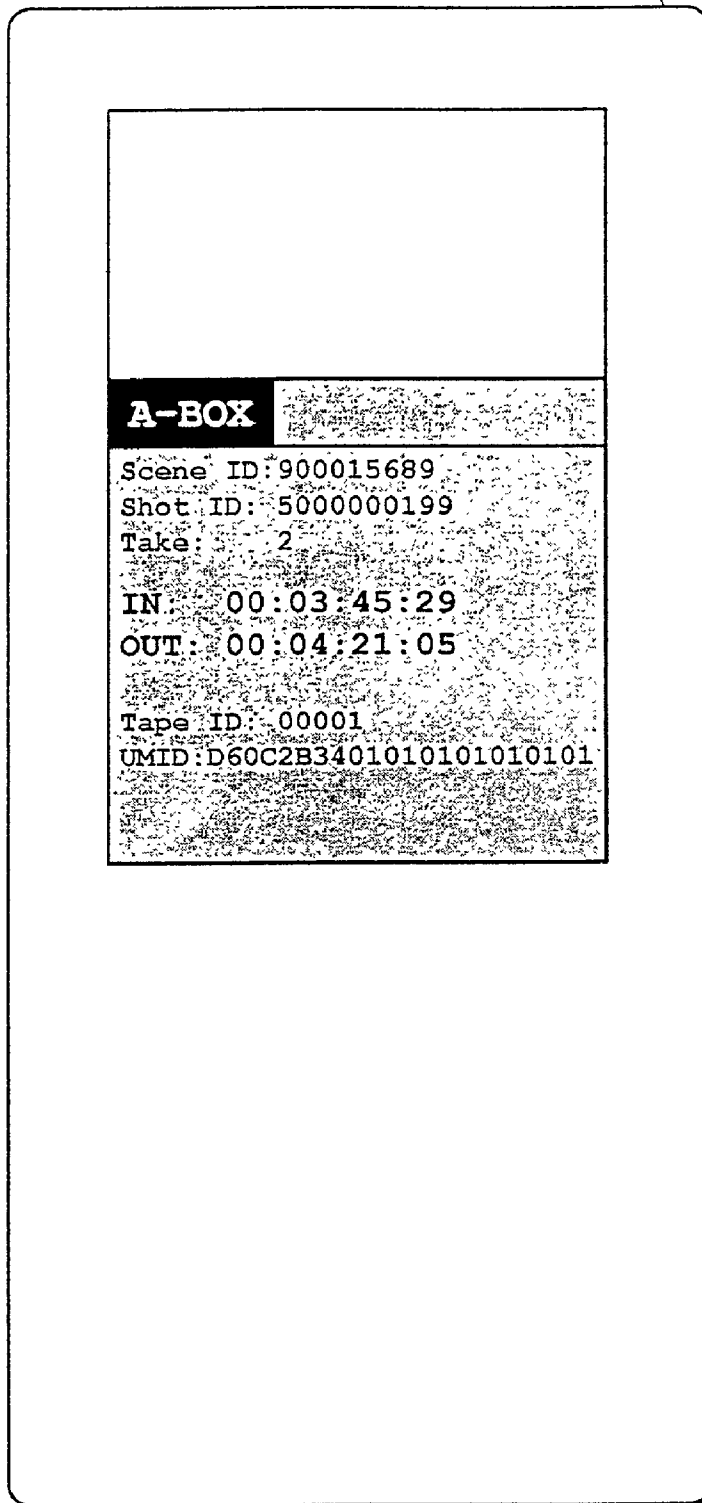 A-BOX
Scene ID:900015689
Shot ID: 5000000199
Take: 2
IN: 00:03:45:29
OUT: 00:04:21:05
Tape ID: 00001
UMID:D60C2B3401010101010101